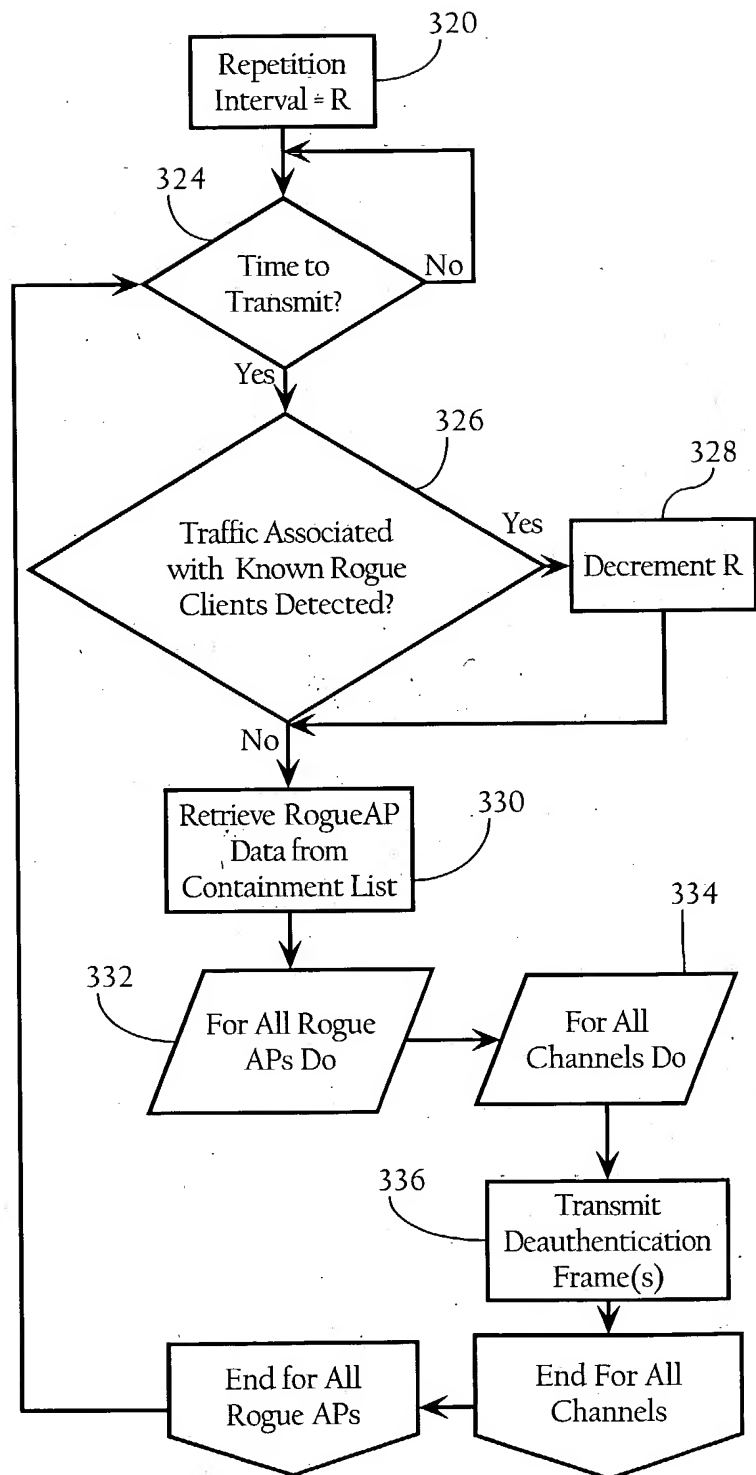 320
Repetition
Interval = R
324
Time to
Transmit?
No
Yes
326
328
Traffic Associated
with Known Rogue
Clients Detected?
Yes
Decrement R
No
Retrieve RogueAP
Data from
Containment List
330
334
332
For All Rogue
APs Do
For All
Channels Do
336
Transmit
Deauthentication
Frame(s)
End for All
Rogue APs
End For All
Channels